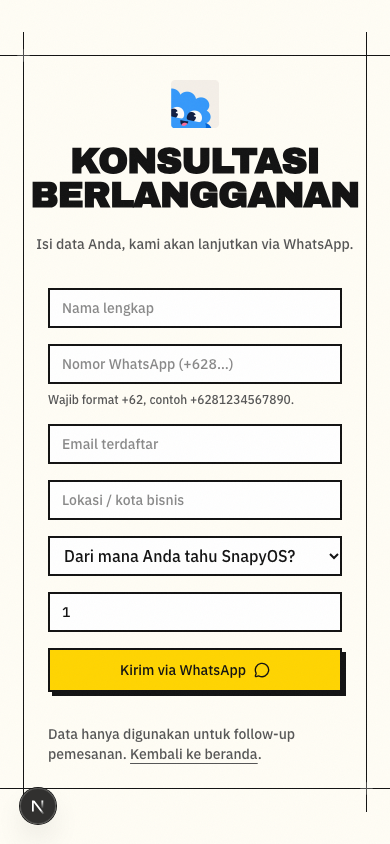 KONSULTASI
BERLANGGANAN
Isi data Anda, kami akan lanjutkan via WhatsApp.
Nama lengkap
Nomor WhatsApp (+628...)
Wajib format +62, contoh +6281234567890.
Email terdaftar
Lokasi / kota bisnis
Dari mana Anda tahu SnapyOS?
1
Kirim via WhatsApp
Data hanya digunakan untuk follow-up
pemesanan. Kembali ke beranda.
N